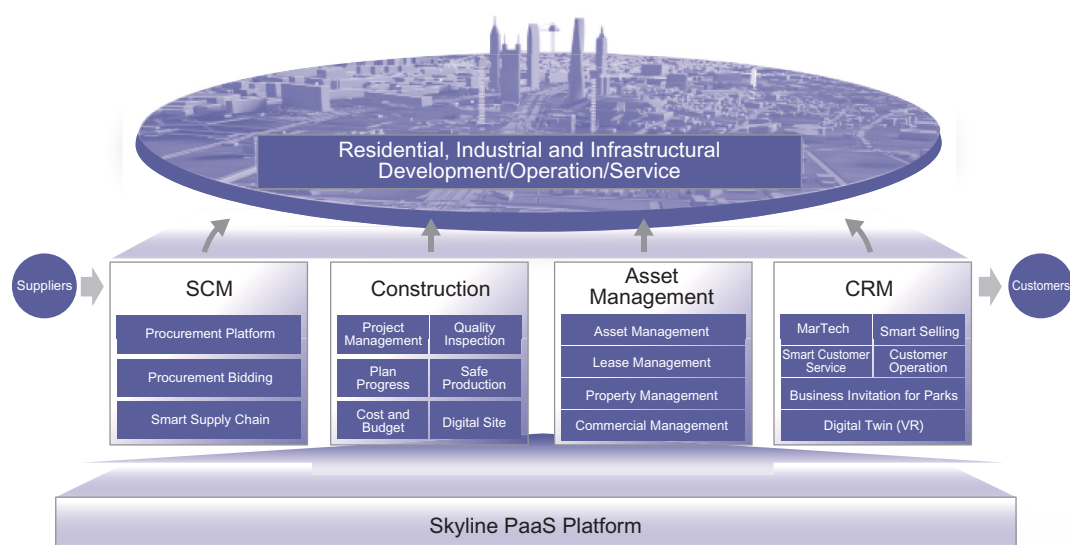 Residential, Industrial and Infrastructural
Development/Operation/Service
Suppliers
SCM
Procurement Platform
Procurement Bidding
Smart Supply Chain
Construction
Project
Management
Quality
Inspection
Plan
Progress
Safe
Production
Cost and
Budget
Digital Site
Asset
Management
Asset Management
Lease Management
Property Management
Commercial Management
CRM
MarTech
Smart Selling
Smart Customer
Service
Customer
Operation
Business Invitation for Parks
Digital Twin (VR)
Customers
Skyline PaaS Platform